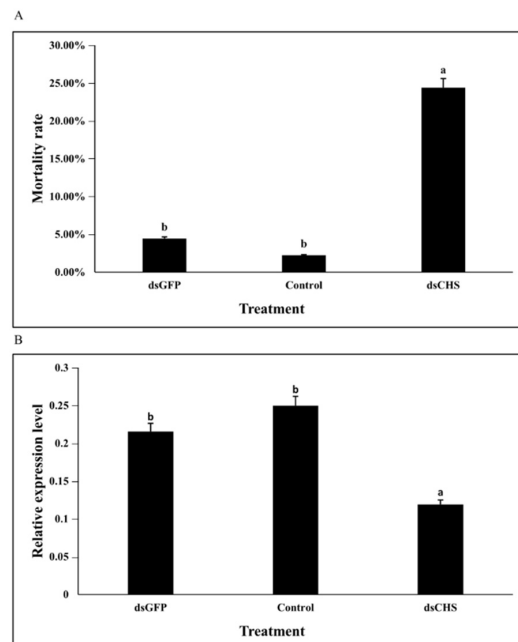 A
30.00%
25.00%
20.00%
15.00%
10.00%
5.00%
0.00%
Mortality rate
a
b
b
dsGFP Control dsCHS
Treatment
B
0.3
0.25
0.2
0.15
0.1
0.05
0
Relative expression level
b
b
a
dsGFP Control dsCHS
Treatment